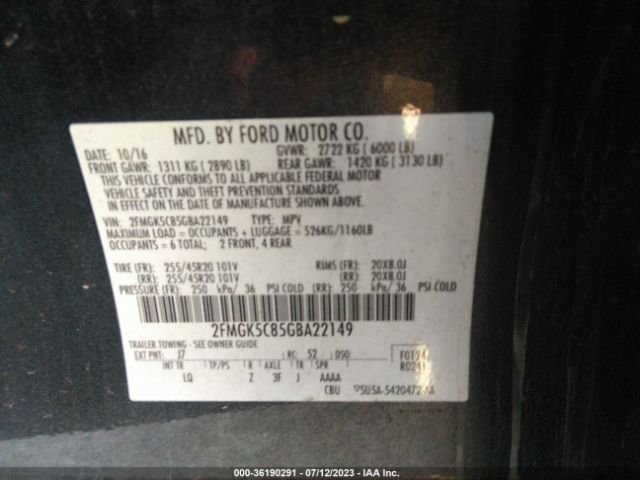 MFD. BY FORD MOTOR CO.
DATE: 10/16 GVWR: 2722 KG ( 6000 LB)
FRONT GAWR: 1311 KG ( 2890 LB) REAR GAWR: 1420 KG ( 3130 LB)
THIS VEHICLE CONFORMS TO ALL APPLICABLE FEDERAL MOTOR
VEHICLE SAFETY AND THEFT PREVENTION STANDARDS
IN EFFECT ON THE DATE OF MANUFACTURE SHOWN ABOVE.
VIN: 2FMGK5C85GBA22149 TYPE: MPV
MAXIMUM LOAD = OCCUPANTS + LUGGAGE = 526KG/1160LB
OCCUPANTS = 6 TOTAL; 2 FRONT, 4 REAR
TIRE (FR): 255/45R20 101V RIMS (FR): 20X8.0J
(RR): 255/45R20 101V (RR): 20X8.0J
PRESSURE (FR): 250 kPa/ 36 PSI COLD (RR): 250 kPa/ 36 PSI COLD
2FMGK5C85GBA22149
TRAILER TOWING - SEE OWNER GUIDE
EXT PNT: J7 RC: 52 DSO: F0194
INT TR TP/PS R AXLE TR SPR R0241
LQ Z 3F J AAAA
CBU 5U5A-5420472-AA
000-36190291 - 07/12/2023 - IAA Inc.